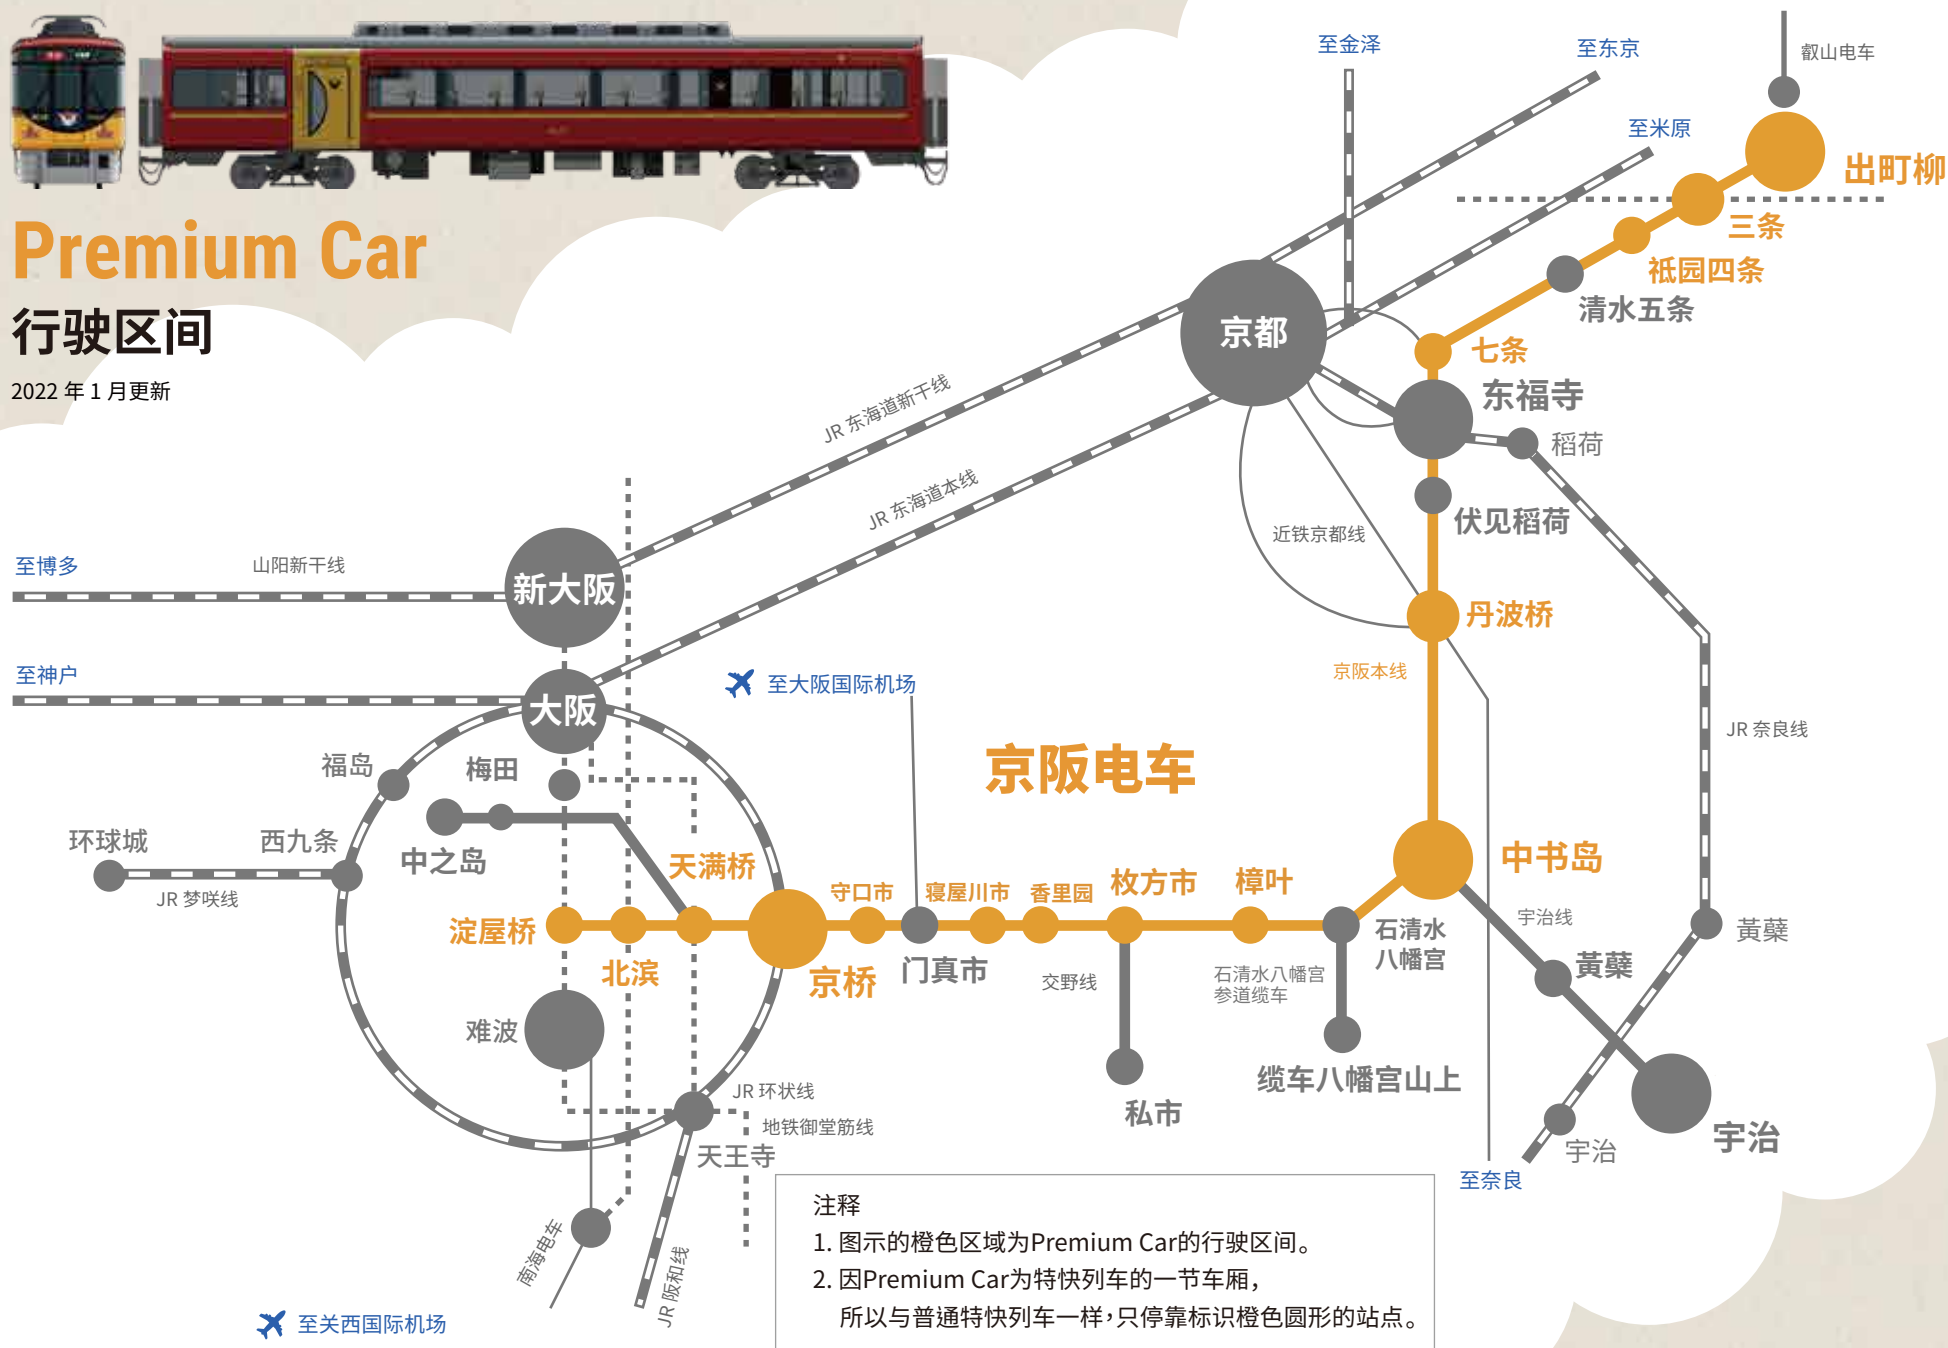 Premium Car
行驶区间
2022 年 1 月更新
至金泽
至东京
至米原
叡山电车
出町柳
三条
祇园四条
清水五条
七条
京都
东福寺
稻荷
伏见稻荷
JR 东海道新干线
JR 东海道本线
近铁京都线
至博多
山阳新干线
新大阪
丹波桥
京阪本线
至神户
大阪
至大阪国际机场
JR 奈良线
京阪电车
福岛
梅田
环球城
西九条
中之岛
JR 梦咲线
天满桥
淀屋桥
北滨
京桥
守口市
门真市
寝屋川市
香里园
枚方市
樟叶
石清水
八幡宫
中书岛
宇治线
黃蘗
黃蘗
交野线
石清水八幡宫
参道缆车
难波
私市
缆车八幡宫山上
宇治
宇治
至奈良
JR 环状线
地铁御堂筋线
天王寺
南海电车
JR 阪和线
至关西国际机场
注释
1. 图示的橙色区域为Premium Car的行驶区间。
2. 因Premium Car为特快列车的一节车厢，
所以与普通特快列车一样，只停靠标识橙色圆形的站点。